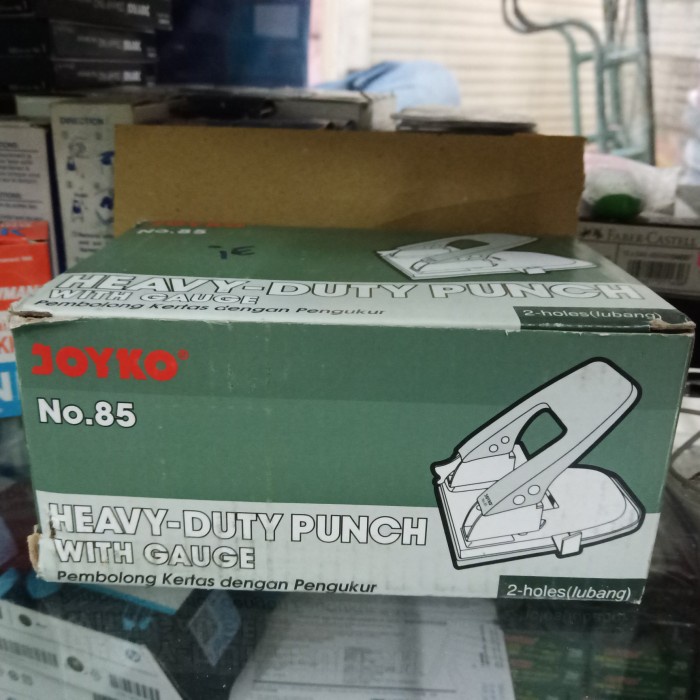 DIRECTION
FABER-CASTELL
No.85
HEAVY-DUTY PUNCH
WITH GAUGE
Pembolong Kertas dengan Pengukur
2-holes(lubang)
JOYKO®
No.85
HEAVY-DUTY PUNCH
WITH GAUGE
Pembolong Kertas dengan Pengukur
2-holes(lubang)